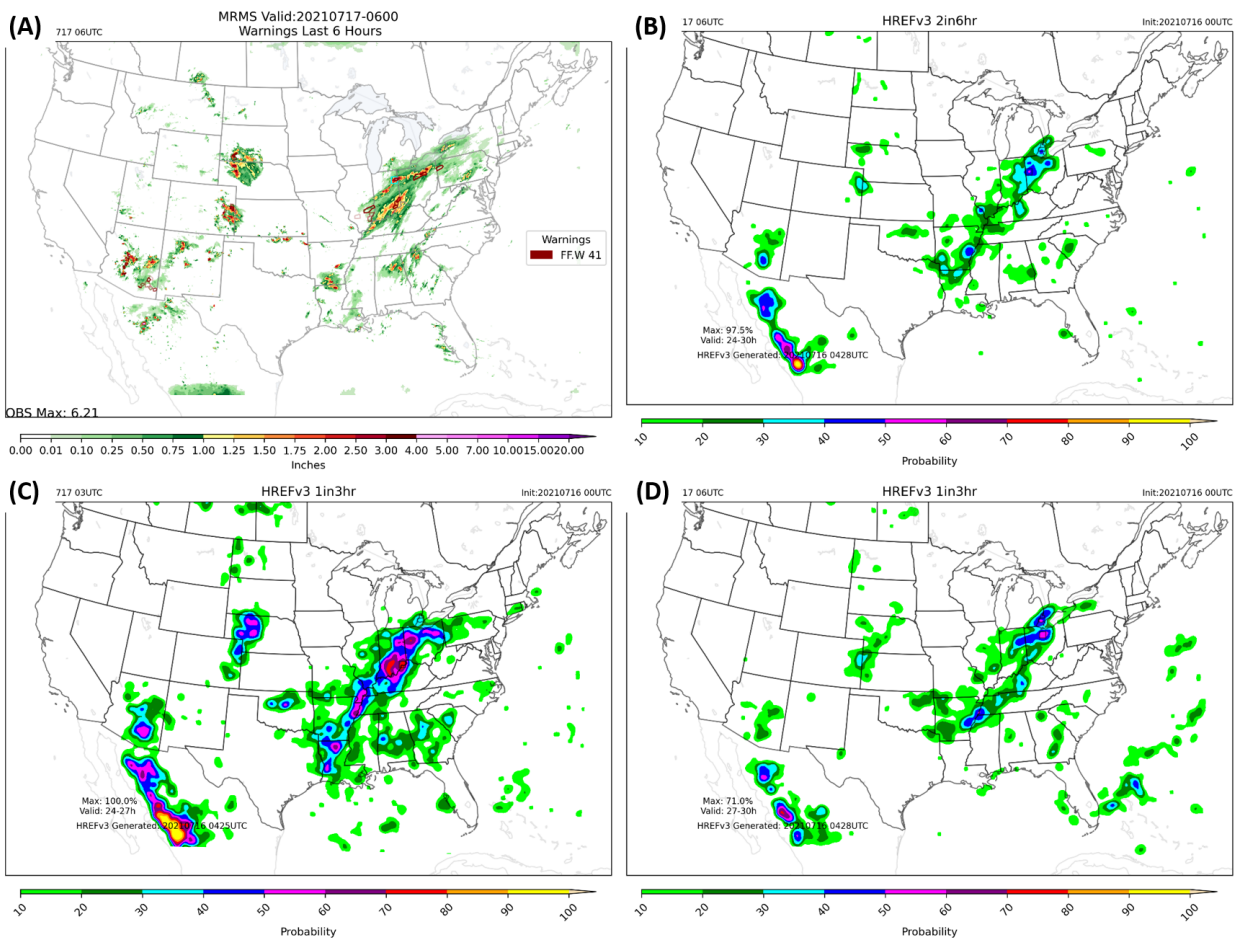 (A)
MRMS Valid:20210717-0600
717 06UTC
Warnings Last 6 Hours
Warnings
FF.W 41
OBS Max: 6.21
0.00 0.01 0.10 0.25 0.50 0.75 1.00 1.25 1.50 1.75 2.00 2.50 3.00 4.00 5.00 7.00 10.00 15.00 20.00
Inches
(B)
17 06UTC
HREFv3 2in6hr
Init:20210716 00UTC
Max: 97.5%
Valid: 24-30h
HREFv3 Generated: 20210716 0428UTC
10 20 30 40 50 60 70 80 90 100
Probability
(C)
717 03UTC
HREFv3 1in3hr
Init:20210716 00UTC
Max: 100.0%
Valid: 24-27h
HREFv3 Generated: 20210716 0425UTC
10 20 30 40 50 60 70 80 90 100
Probability
(D)
17 06UTC
HREFv3 1in3hr
Init:20210716 00UTC
Max: 71.0%
Valid: 27-30h
HREFv3 Generated: 20210716 0428UTC
10 20 30 40 50 60 70 80 90 100
Probability